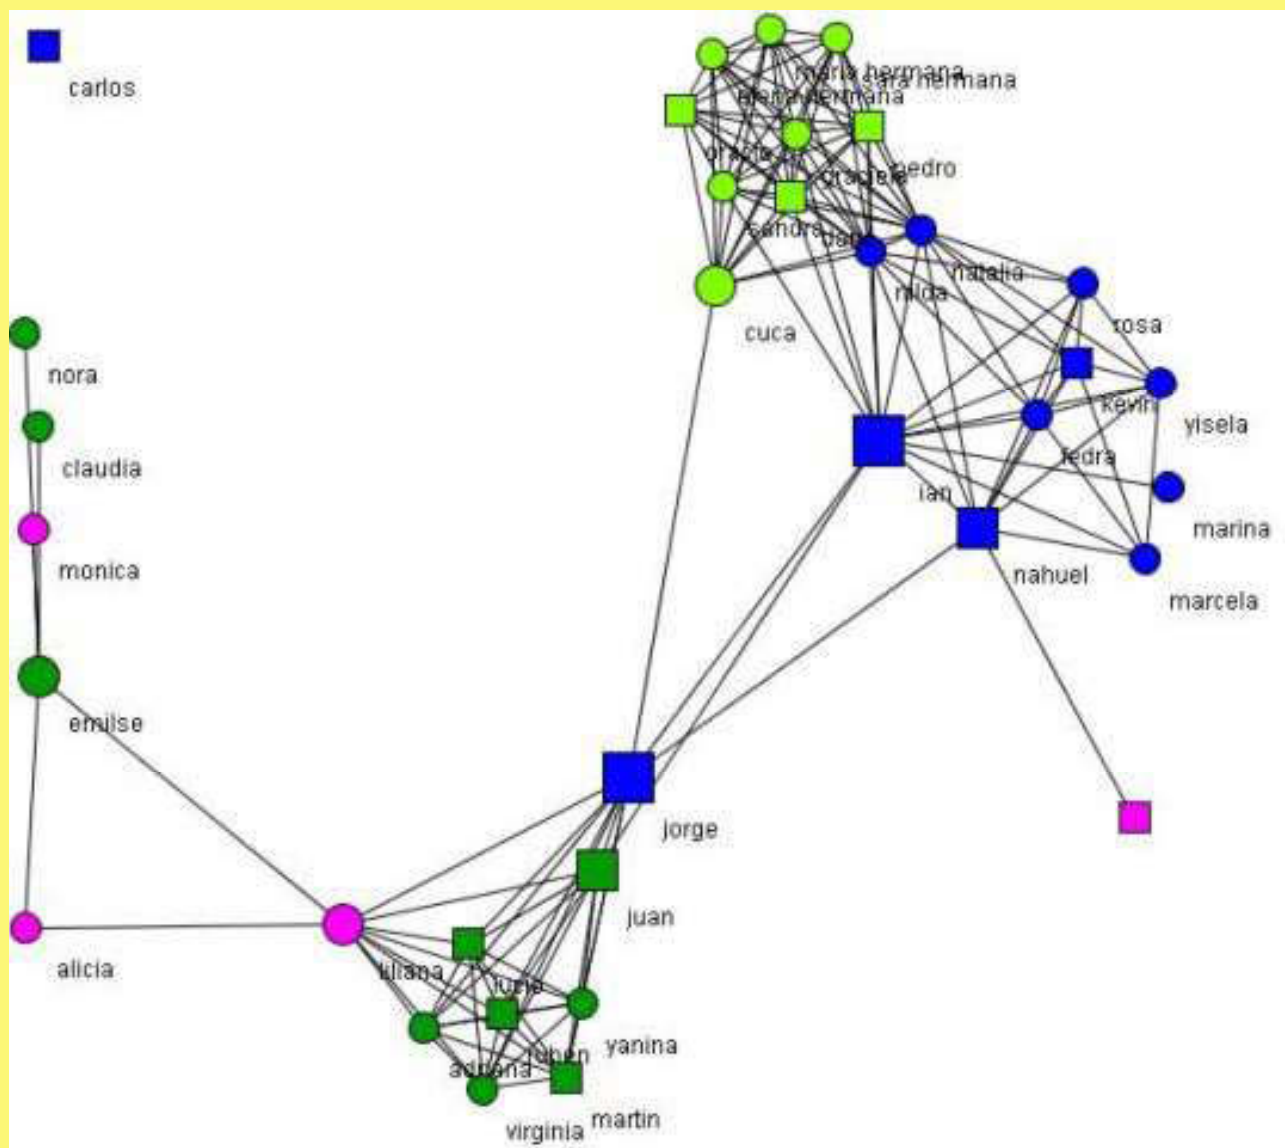 carlos
maria hermana
sara hermana
pedro
graciela
sandra
natalia
nilda
rosa
cuca
nora
kevin
yisela
claudia
fedra
ian
marina
monica
nahuel
marcela
emilse
jorge
juan
alicia
liliana
lucia
yanina
ruben
adriana
martin
virginia